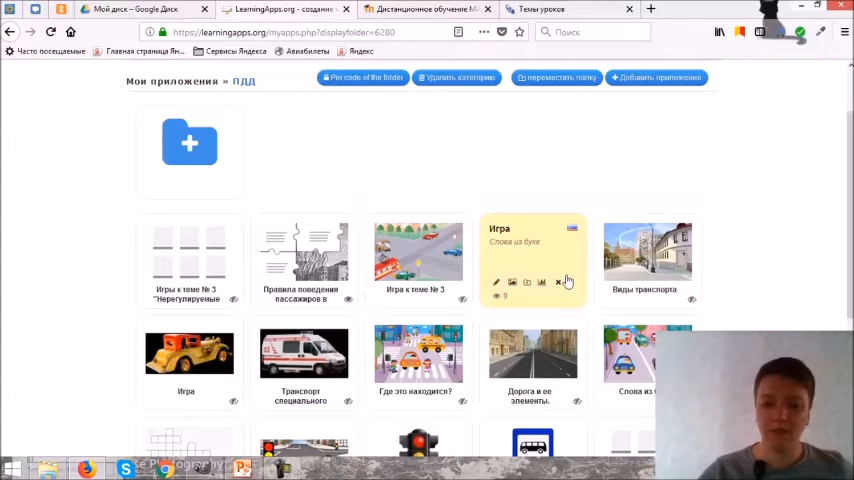 Мой диск – Google Диск
LearningApps.org - создание
Дистанционное обучение МА
Темы уроков
https://learningapps.org/myapps.php?displayfolder=6280
Поиск
Часто посещаемые
Главная страница Ян...
Сервисы Яндекса
Авиабилеты
Яндекс
Мои приложения » ПДД
Pin code of the folder
Удалить категорию
переместить папку
Добавить приложение
Игра
Слова из букв
9
Игры к теме № 3
"Нерегулируемые
Правила поведения
пассажиров в
Игра к теме № 3
Виды транспорта
Игра
Транспорт
специального
Где это находится?
Дорога и ее
элементы.
Слова из
Photography